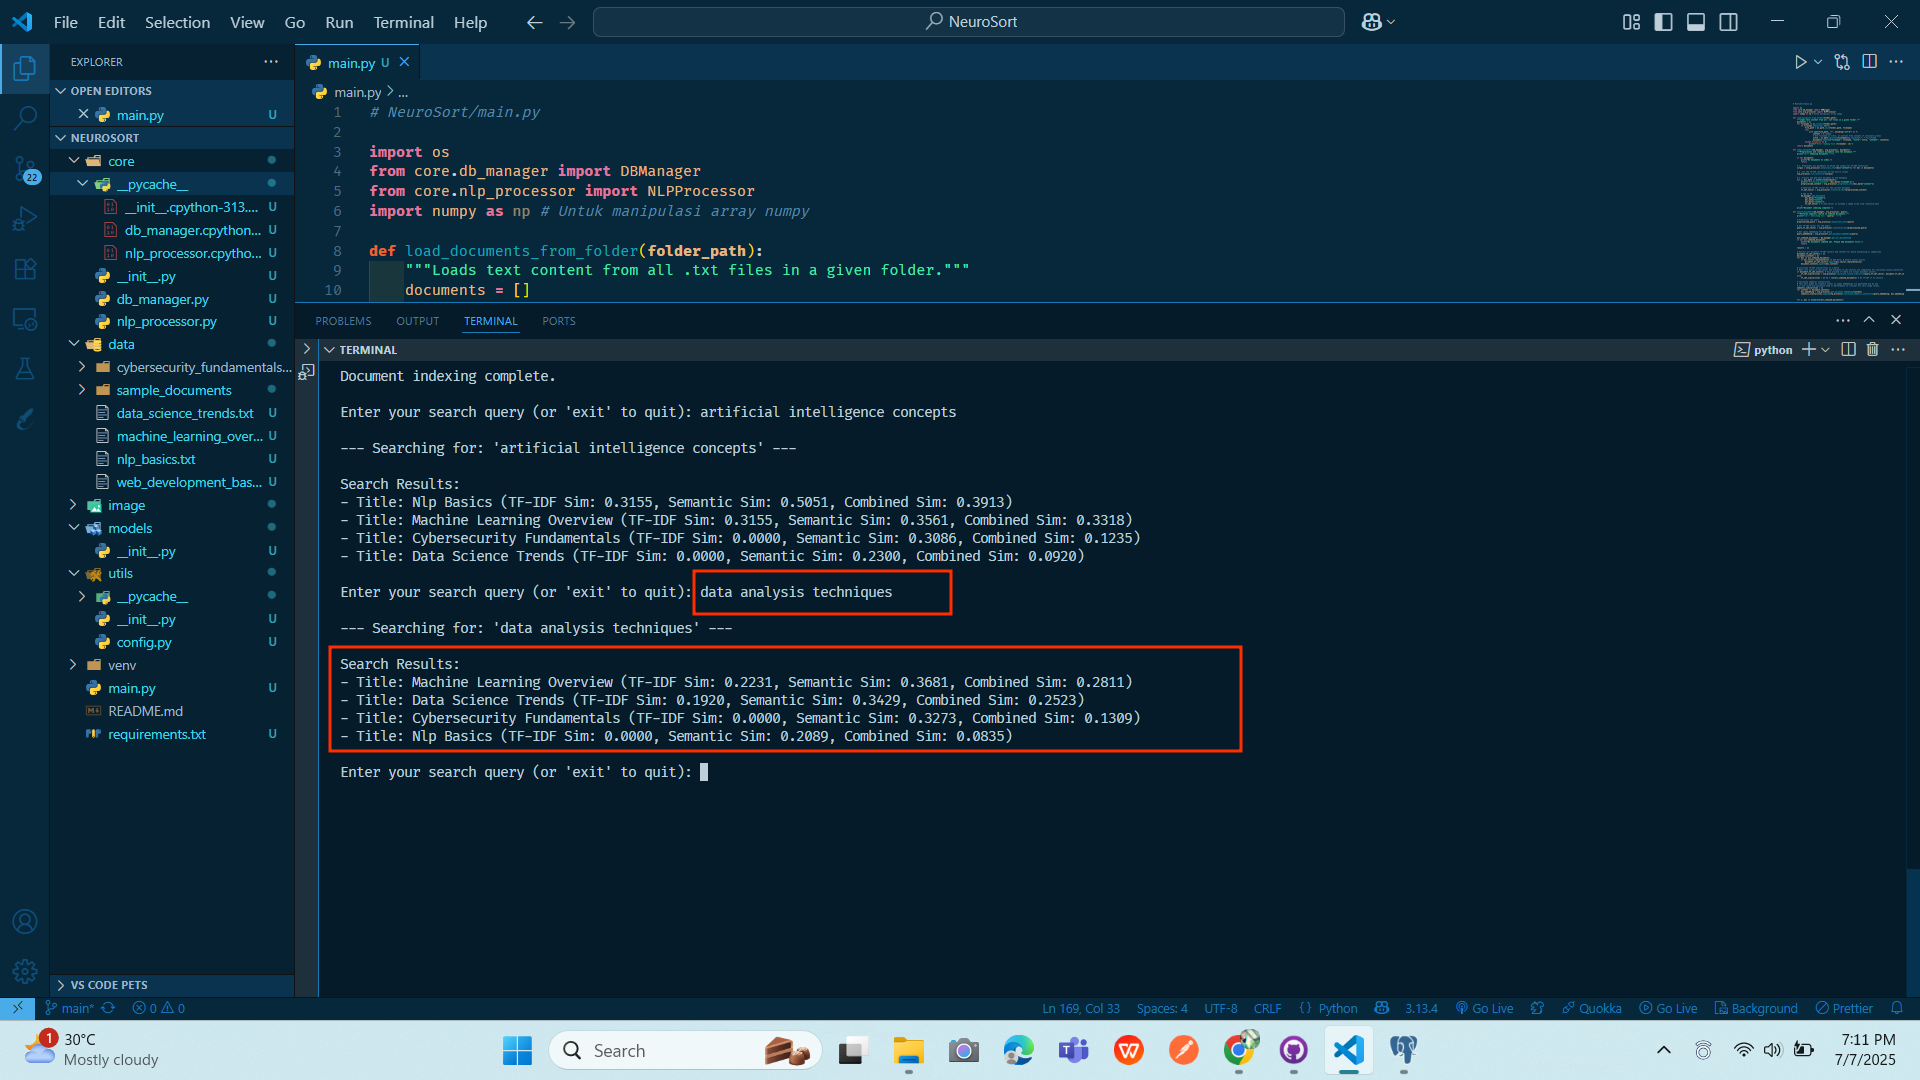 File Edit Selection View Go Run Terminal Help
NeuroSort
EXPLORER
OPEN EDITORS
main.py U
NEUROSORT
core
__pycache__
__init__.cpython-313.... U
db_manager.cpython... U
nlp_processor.cpytho... U
__init__.py U
db_manager.py U
nlp_processor.py U
data
cybersecurity_fundamentals...
sample_documents
data_science_trends.txt U
machine_learning_over... U
nlp_basics.txt U
web_development_bas... U
image
models
__init__.py U
utils
__pycache__
__init__.py U
config.py U
venv
main.py U
README.md
requirements.txt U
VS CODE PETS
22
main.py U
main.py > ...
1 # NeuroSort/main.py
2
3 import os
4 from core.db_manager import DBManager
5 from core.nlp_processor import NLPProcessor
6 import numpy as np # Untuk manipulasi array numpy
7
8 def load_documents_from_folder(folder_path):
9 """Loads text content from all .txt files in a given folder."""
10 documents = []
PROBLEMS OUTPUT TERMINAL PORTS
TERMINAL
python
Document indexing complete.
Enter your search query (or 'exit' to quit): artificial intelligence concepts
--- Searching for: 'artificial intelligence concepts' ---
Search Results:
- Title: Nlp Basics (TF-IDF Sim: 0.3155, Semantic Sim: 0.5051, Combined Sim: 0.3913)
- Title: Machine Learning Overview (TF-IDF Sim: 0.3155, Semantic Sim: 0.3561, Combined Sim: 0.3318)
- Title: Cybersecurity Fundamentals (TF-IDF Sim: 0.0000, Semantic Sim: 0.3086, Combined Sim: 0.1235)
- Title: Data Science Trends (TF-IDF Sim: 0.0000, Semantic Sim: 0.2300, Combined Sim: 0.0920)
Enter your search query (or 'exit' to quit): data analysis techniques
--- Searching for: 'data analysis techniques' ---
Search Results:
- Title: Machine Learning Overview (TF-IDF Sim: 0.2231, Semantic Sim: 0.3681, Combined Sim: 0.2811)
- Title: Data Science Trends (TF-IDF Sim: 0.1920, Semantic Sim: 0.3429, Combined Sim: 0.2523)
- Title: Cybersecurity Fundamentals (TF-IDF Sim: 0.0000, Semantic Sim: 0.3273, Combined Sim: 0.1309)
- Title: Nlp Basics (TF-IDF Sim: 0.0000, Semantic Sim: 0.2089, Combined Sim: 0.0835)
Enter your search query (or 'exit' to quit):
main* 0 0 Ln 169, Col 33 Spaces: 4 UTF-8 CRLF {} Python 3.13.4 Go Live Quokka Go Live Background Prettier
1
30°C
Mostly cloudy
Search
7:11 PM
7/7/2025